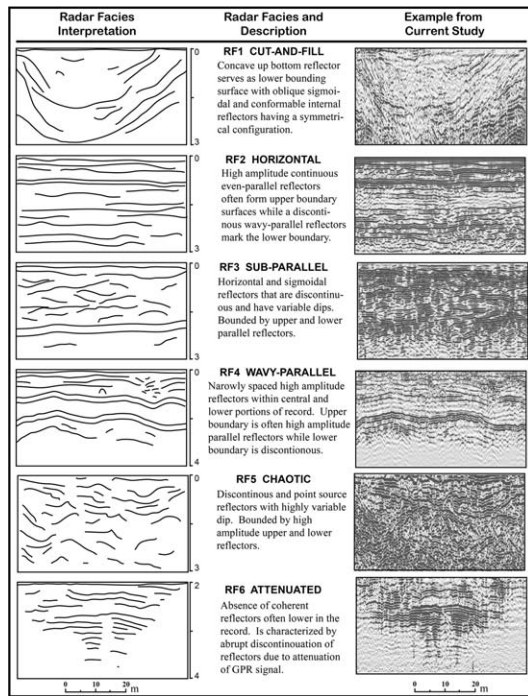 Radar Facies
Interpretation
Radar Facies and
Description
Example from
Current Study
RF1 CUT-AND-FILL
Concave up bottom reflector
serves as lower bounding
surface with oblique sigmoi-
dal and conformable internal
reflectors having a symmetri-
cal configuration.
0
3
RF2 HORIZONTAL
High amplitude continuous
even-parallel reflectors
often form upper boundary
surfaces while a disconti-
nous wavy-parallel reflectors
mark the lower boundary.
0
3
RF3 SUB-PARALLEL
Horizontal and sigmoidal
reflectors that are discontinu-
ous and have variable dips.
Bounded by upper and lower
parallel reflectors.
0
3
RF4 WAVY-PARALLEL
Narowly spaced high amplitude
reflectors within central and
lower portions of record. Upper
boundary is often high amplitude
parallel reflectors while lower
boundary is discontionous.
0
4
RF5 CHAOTIC
Discontinous and point source
reflectors with highly variable
dip. Bounded by high
amplitude upper and lower
reflectors.
0
3
RF6 ATTENUATED
Absence of coherent
reflectors often lower in the
record. Is characterized by
abrupt discontinouation of
reflectors due to attenuation
of GPR signal.
2
4
0 10 20 m
0 10 20 m